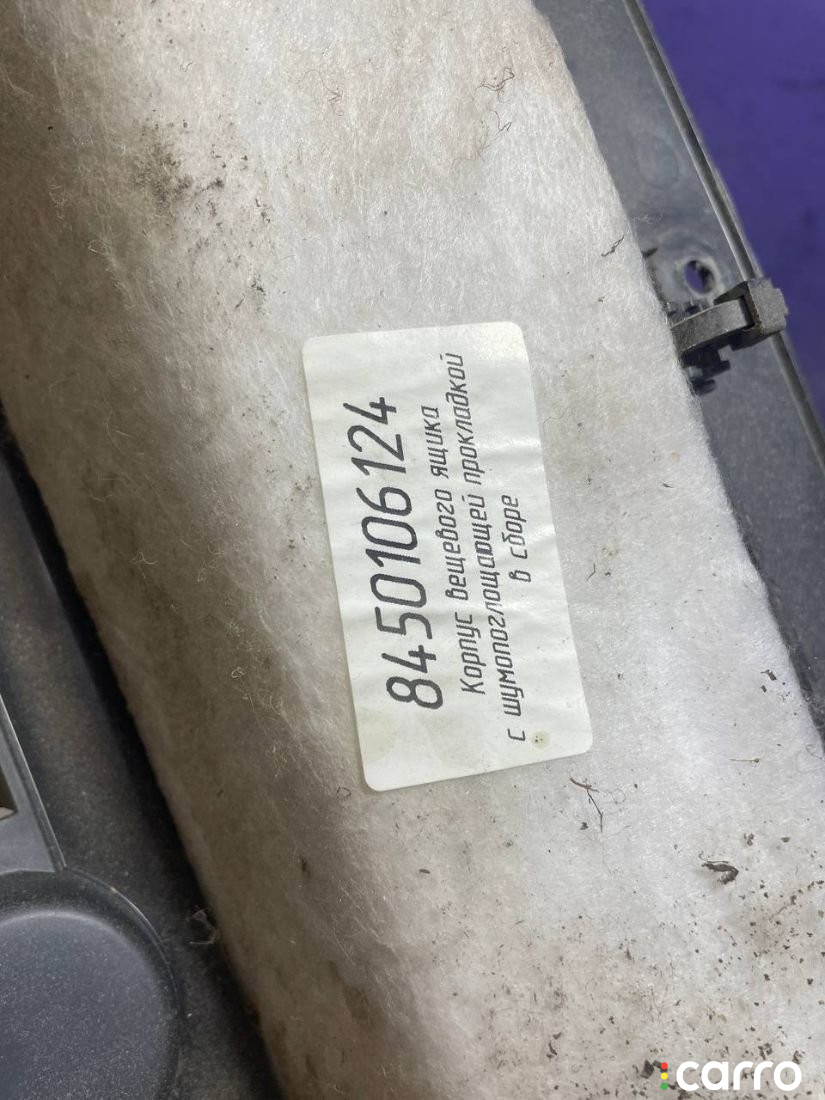 8450106124
Корпус вещевого ящика
с шумопоглощающей прокладкой
в сборе
carro